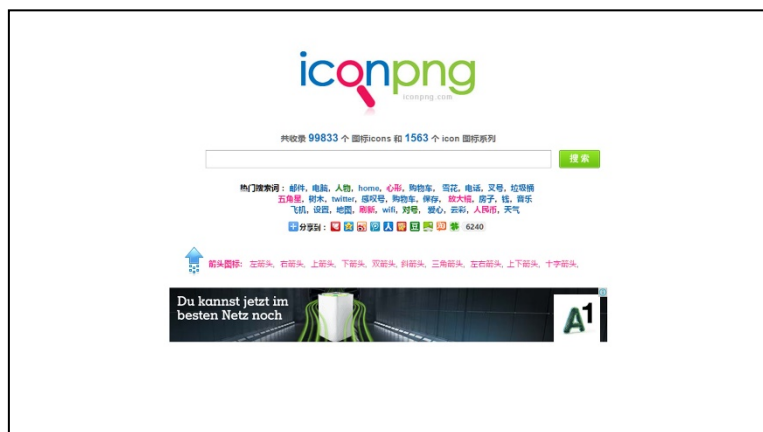 iconpng
iconpng.com
共收录 99833 个 图标icons 和 1563 个 icon 图标系列
搜 索
热门搜索词： 邮件, 电脑, 人物, home, 心形, 购物车, 雪花, 电话, 叉号, 垃圾桶
五角星, 树木, twitter, 感叹号, 购物车, 保存, 放大镜, 房子, 钱, 音乐
飞机, 设置, 地图, 刷新, wifi, 对号, 爱心, 云彩, 人民币, 天气
分享到： 6240
箭头图标: 左箭头, 右箭头, 上箭头, 下箭头, 双箭头, 斜箭头, 三角箭头, 左右箭头, 上下箭头, 十字箭头,
Du kannst jetzt im
besten Netz noch
A1